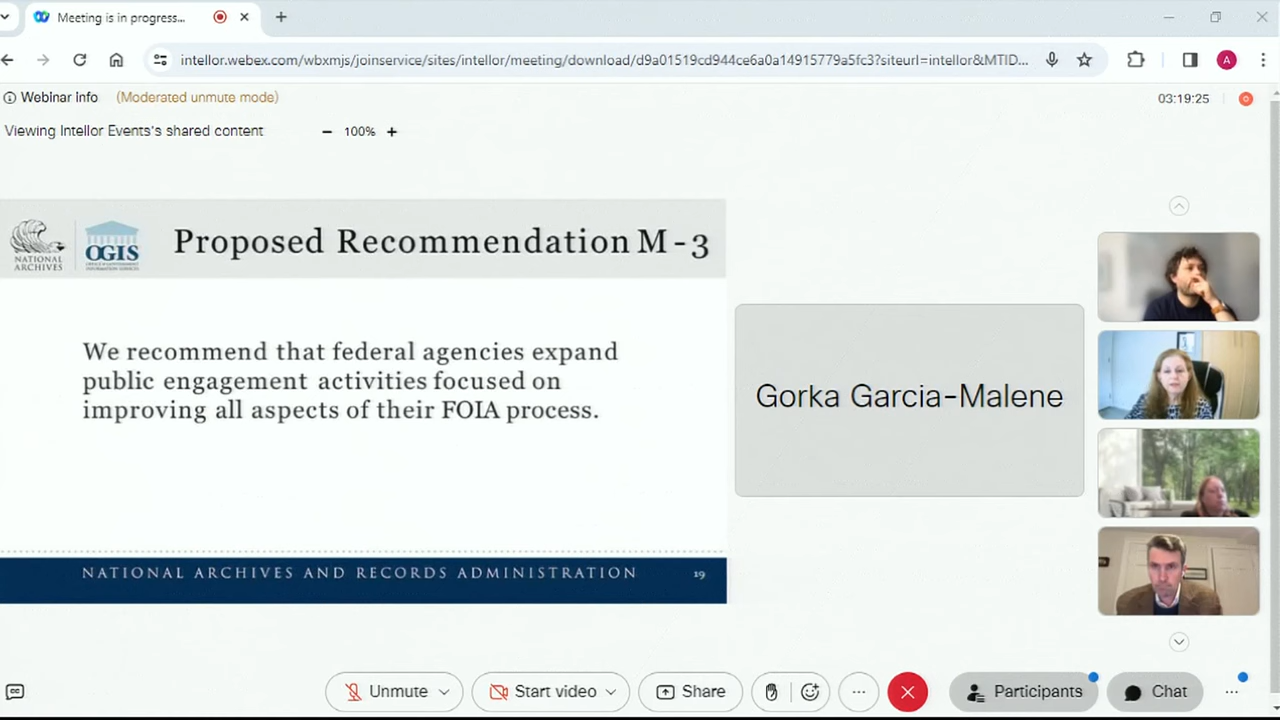 Meeting is in progress...
intellor.webex.com/wbxmjs/joinservice/sites/intellor/meeting/download/d9a01519cd944ce6a0a14915779a5fc3?siteurl=intellor&MTID...
A
Webinar Info (Moderated unmute mode)
03:19:25
Viewing Intellor Events's shared content
100%
NATIONAL
ARCHIVES
OGIS
Proposed Recommendation M-3
We recommend that federal agencies expand
public engagement activities focused on
improving all aspects of their FOIA process.
Gorka Garcia-Malene
NATIONAL ARCHIVES AND RECORDS ADMINISTRATION
19
Unmute
Start video
Share
Participants
Chat